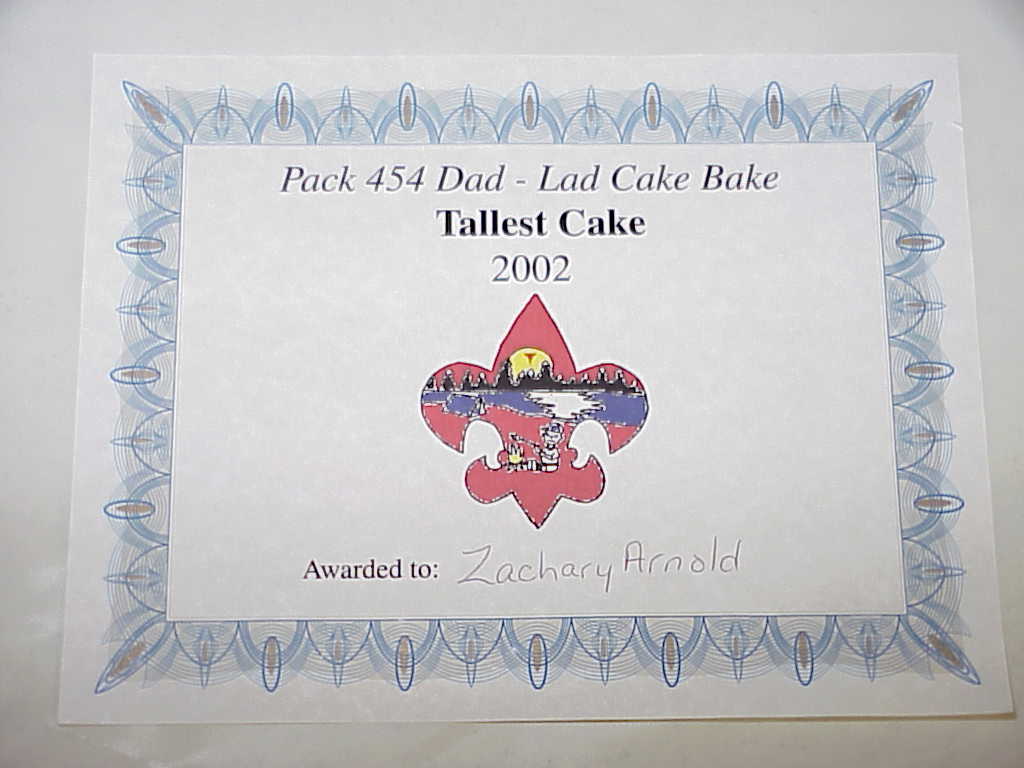 Pack 454 Dad - Lad Cake Bake
Tallest Cake
2002
Awarded to: Zachary Arnold